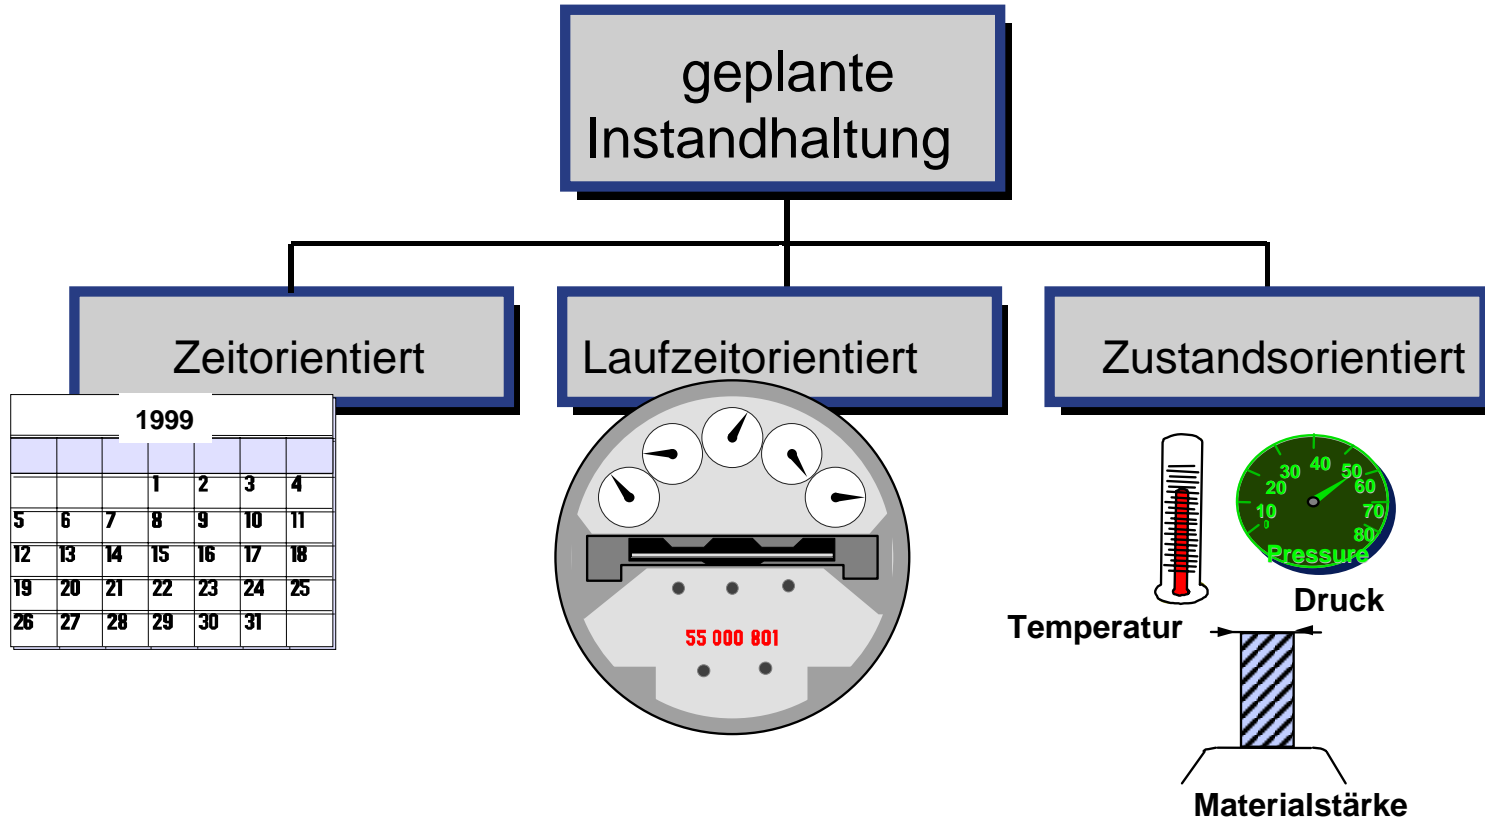 geplante
Instandhaltung
Zeitorientiert
Laufzeitorientiert
Zustandsorientiert
1999
1 2 3 4
5 6 7 8 9 10 11
12 13 14 15 16 17 18
19 20 21 22 23 24 25
26 27 28 29 30 31
55 000 801
0 10 20 30 40 50 60 70 80
Pressure
Druck
Temperatur
Materialstärke